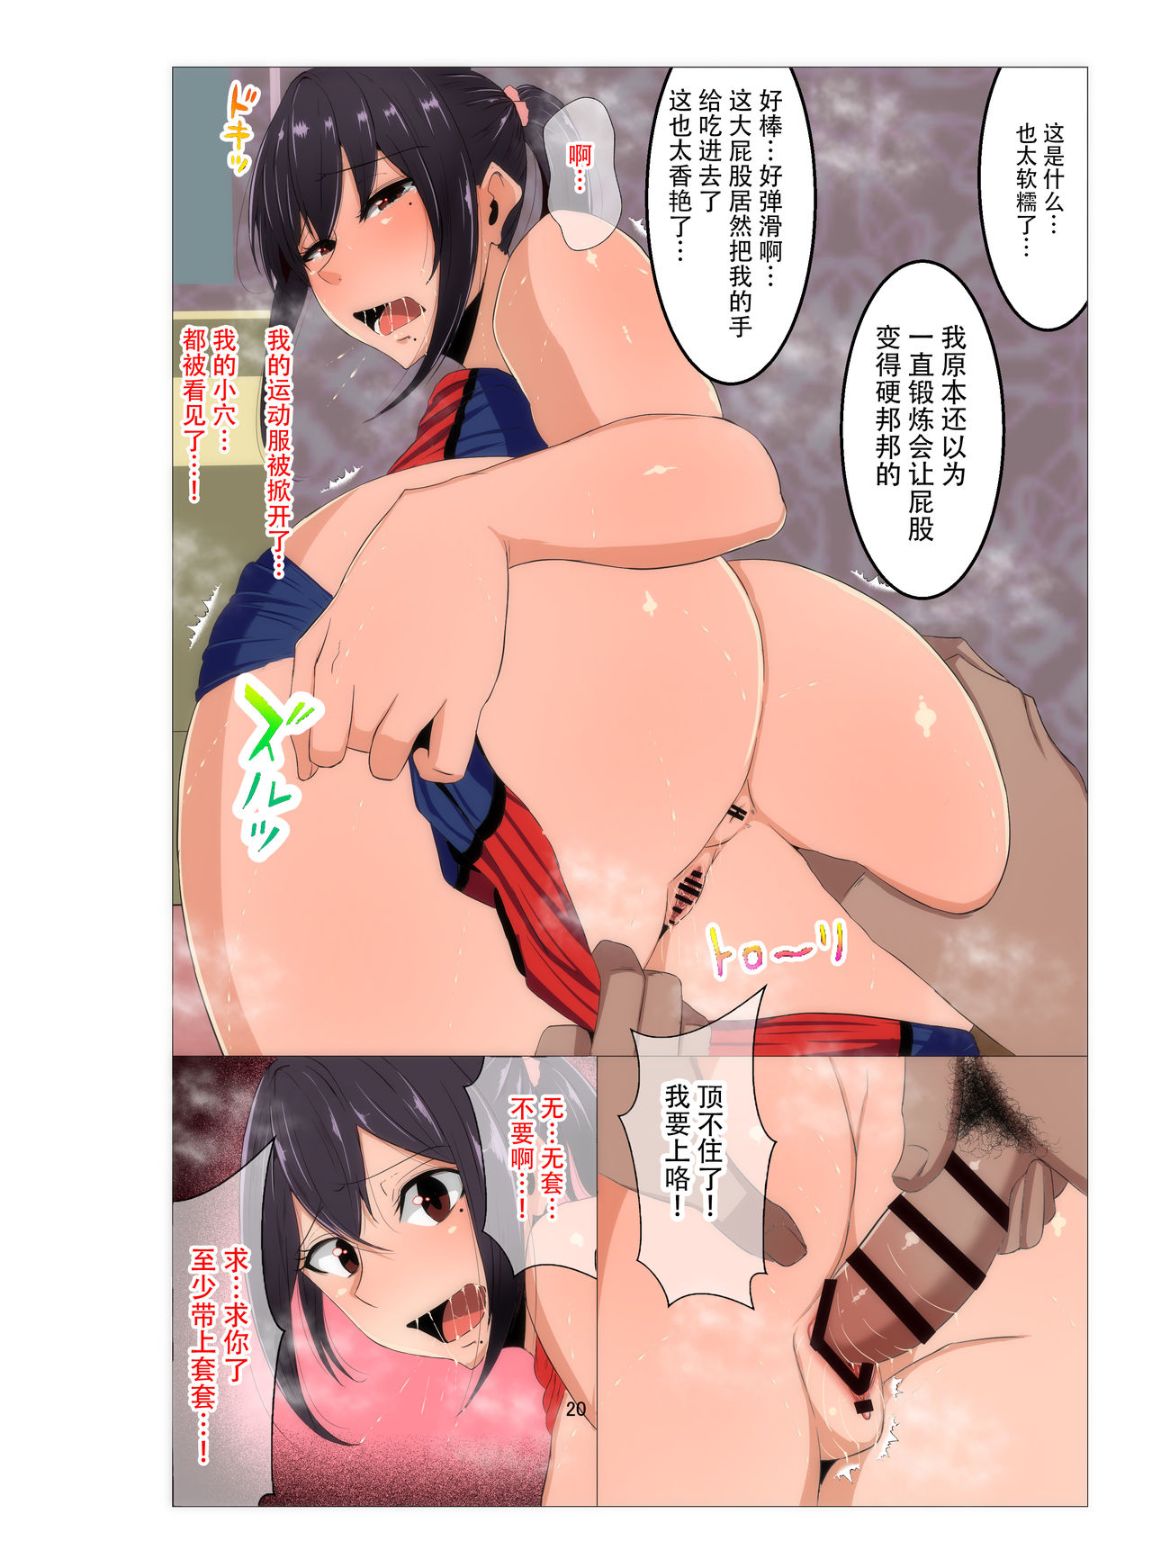 这是什么…
也太软糯了…
我原本还以为
一直锻炼会让屁股
变得硬邦邦的
好棒…好弹滑啊…
这大屁股居然把我的手
给吃进去了
这也太香艳了…
啊…
ドキッ
我的运动服被掀开了…
我的小穴…
都被看见了…！
ズルッ
トロ～リ
顶不住了！
我要上咯！
无…无套…
不要啊…！
求…求你了
至少带上套套…！
20